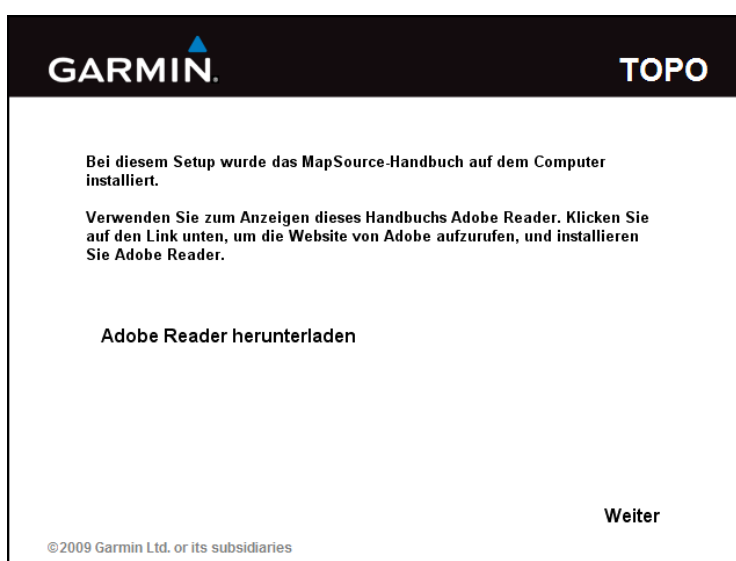 GARMIN.
TOPO
Bei diesem Setup wurde das MapSource-Handbuch auf dem Computer
installiert.
Verwenden Sie zum Anzeigen dieses Handbuchs Adobe Reader. Klicken Sie
auf den Link unten, um die Website von Adobe aufzurufen, und installieren
Sie Adobe Reader.
Adobe Reader herunterladen
Weiter
©2009 Garmin Ltd. or its subsidiaries